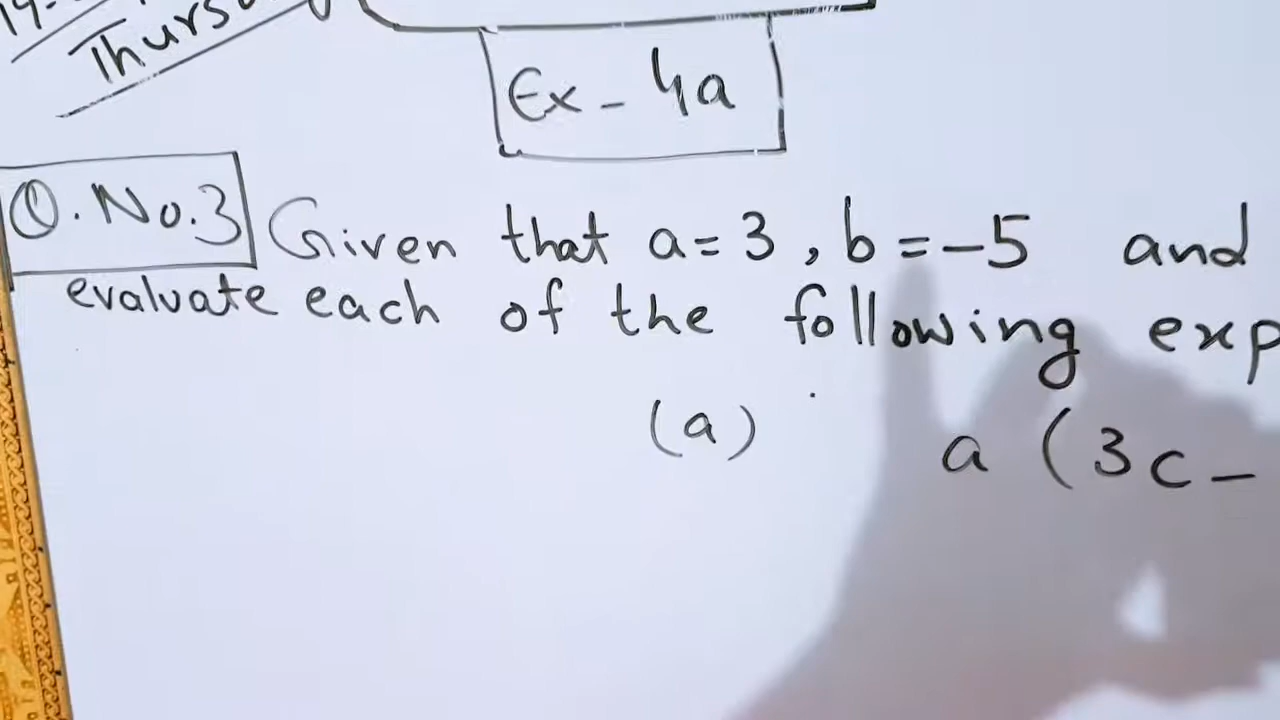 Thurs
Ex - 4a
Q. No.3 Given that a = 3 , b = -5 and
evaluate each of the following exp
(a) a (3c -